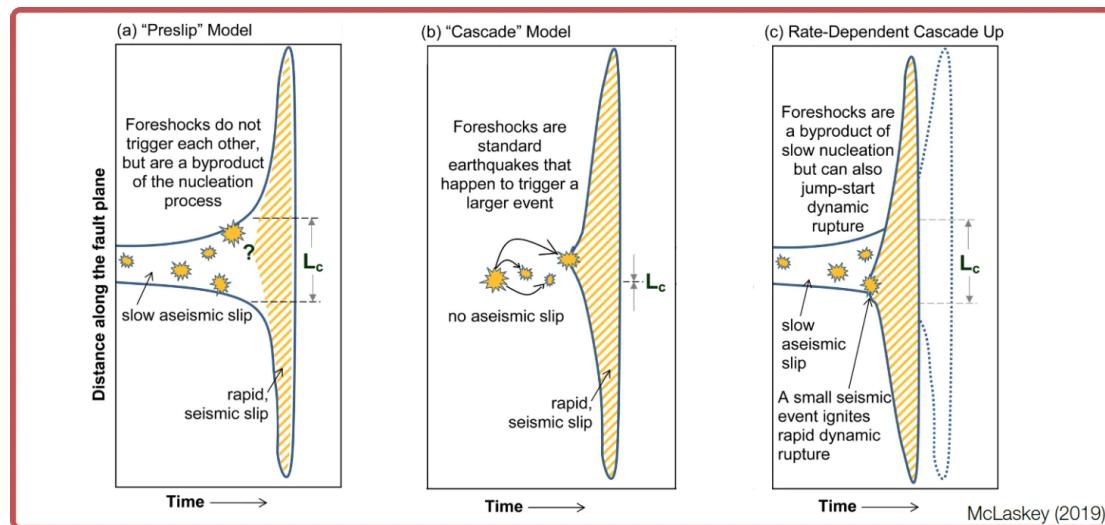 (a) "Preslip" Model
Foreshocks do not
trigger each other,
but are a byproduct
of the nucleation
process
?
Lc
slow aseismic slip
rapid,
seismic slip
Distance along the fault plane
Time
(b) "Cascade" Model
Foreshocks are
standard
earthquakes that
happen to trigger a
larger event
Lc
no aseismic slip
rapid,
seismic slip
Time
(c) Rate-Dependent Cascade Up
Foreshocks are
a byproduct of
slow nucleation
but can also
jump-start
dynamic
rupture
Lc
slow
aseismic
slip
A small seismic
event ignites
rapid dynamic
rupture
Time
McLaskey (2019)